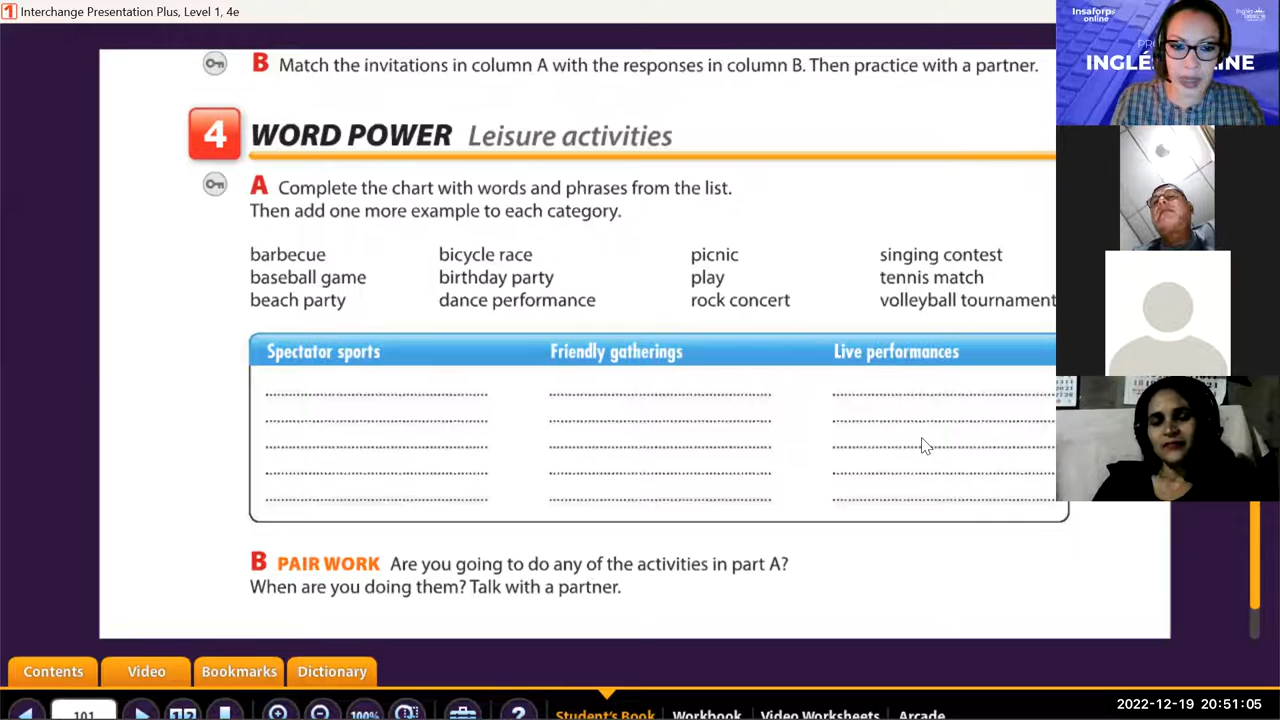 Interchange Presentation Plus, Level 1, 4e
B Match the invitations in column A with the responses in column B. Then practice with a partner.
4 WORD POWER Leisure activities
A Complete the chart with words and phrases from the list.
Then add one more example to each category.
barbecue bicycle race picnic singing contest
baseball game birthday party play tennis match
beach party dance performance rock concert volleyball tournament
Spectator sports Friendly gatherings Live performances
B PAIR WORK Are you going to do any of the activities in part A?
When are you doing them? Talk with a partner.
Contents Video Bookmarks Dictionary
101 100% ? Student's Book Workbook Video Worksheets Arcade
Insaforp
online
INGLÉS ONLINE
2022-12-19 20:51:05